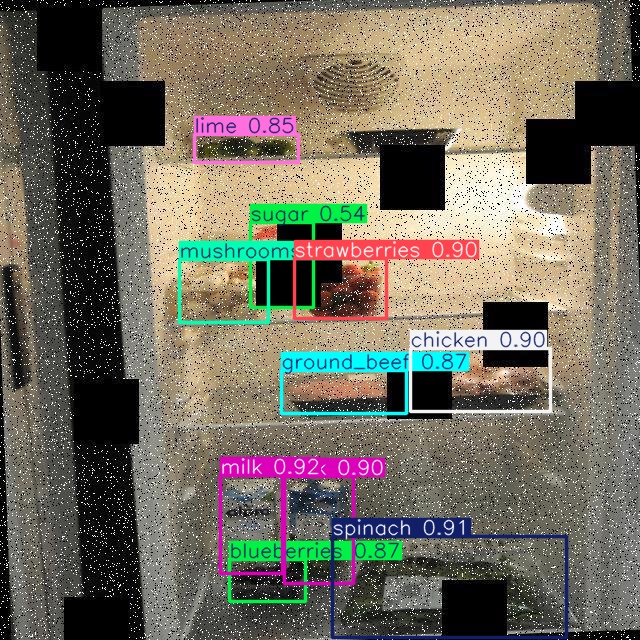 lime 0.85
sugar 0.54
mushrooms
strawberries 0.90
chicken 0.90
ground_beef 0.87
milk 0.92
0.90
spinach 0.91
blueberries 0.87